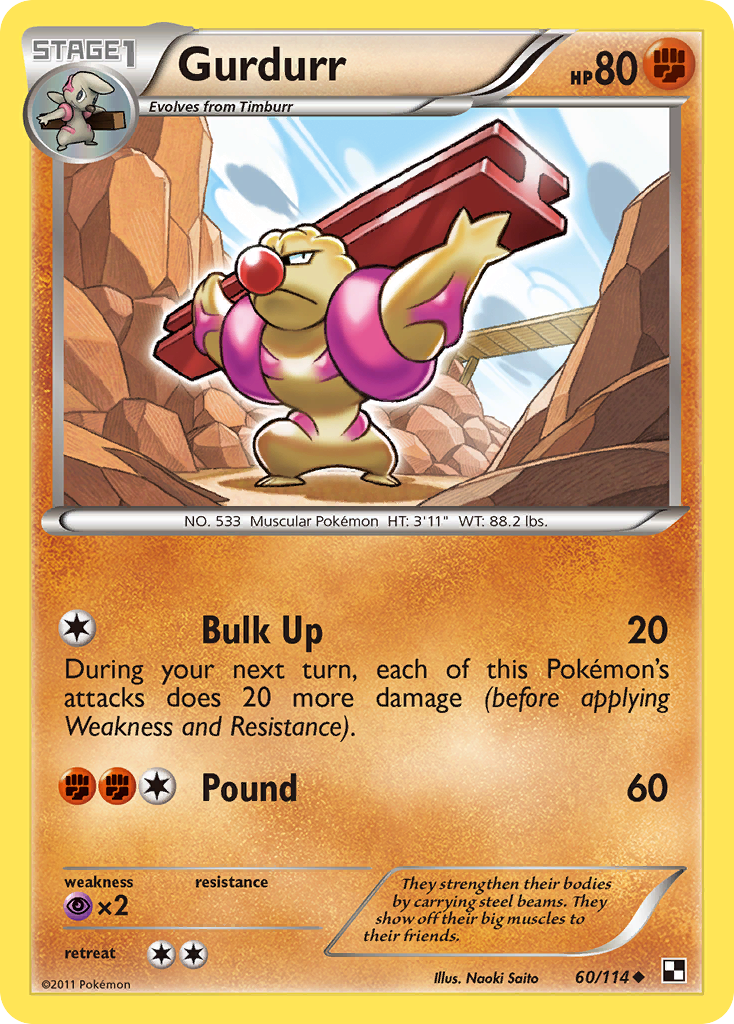 STAGE1
Gurdurr
HP80
Evolves from Timburr
NO. 533 Muscular Pokémon HT: 3'11" WT: 88.2 lbs.
Bulk Up 20
During your next turn, each of this Pokémon's
attacks does 20 more damage (before applying
Weakness and Resistance).
Pound 60
weakness resistance
×2
They strengthen their bodies
by carrying steel beams. They
show off their big muscles to
their friends.
retreat
©2011 Pokémon
Illus. Naoki Saito 60/114